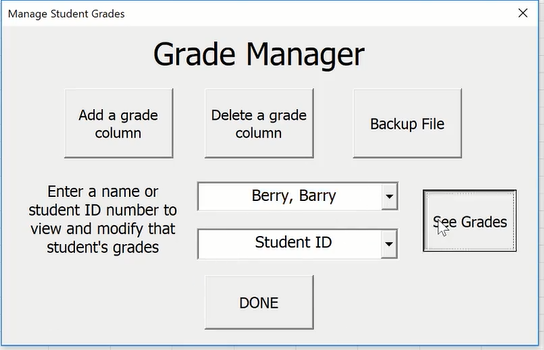 Manage Student Grades
Grade Manager
Add a grade
column
Delete a grade
column
Backup File
Enter a name or
student ID number to
view and modify that
student's grades
Berry, Barry
Student ID
See Grades
DONE